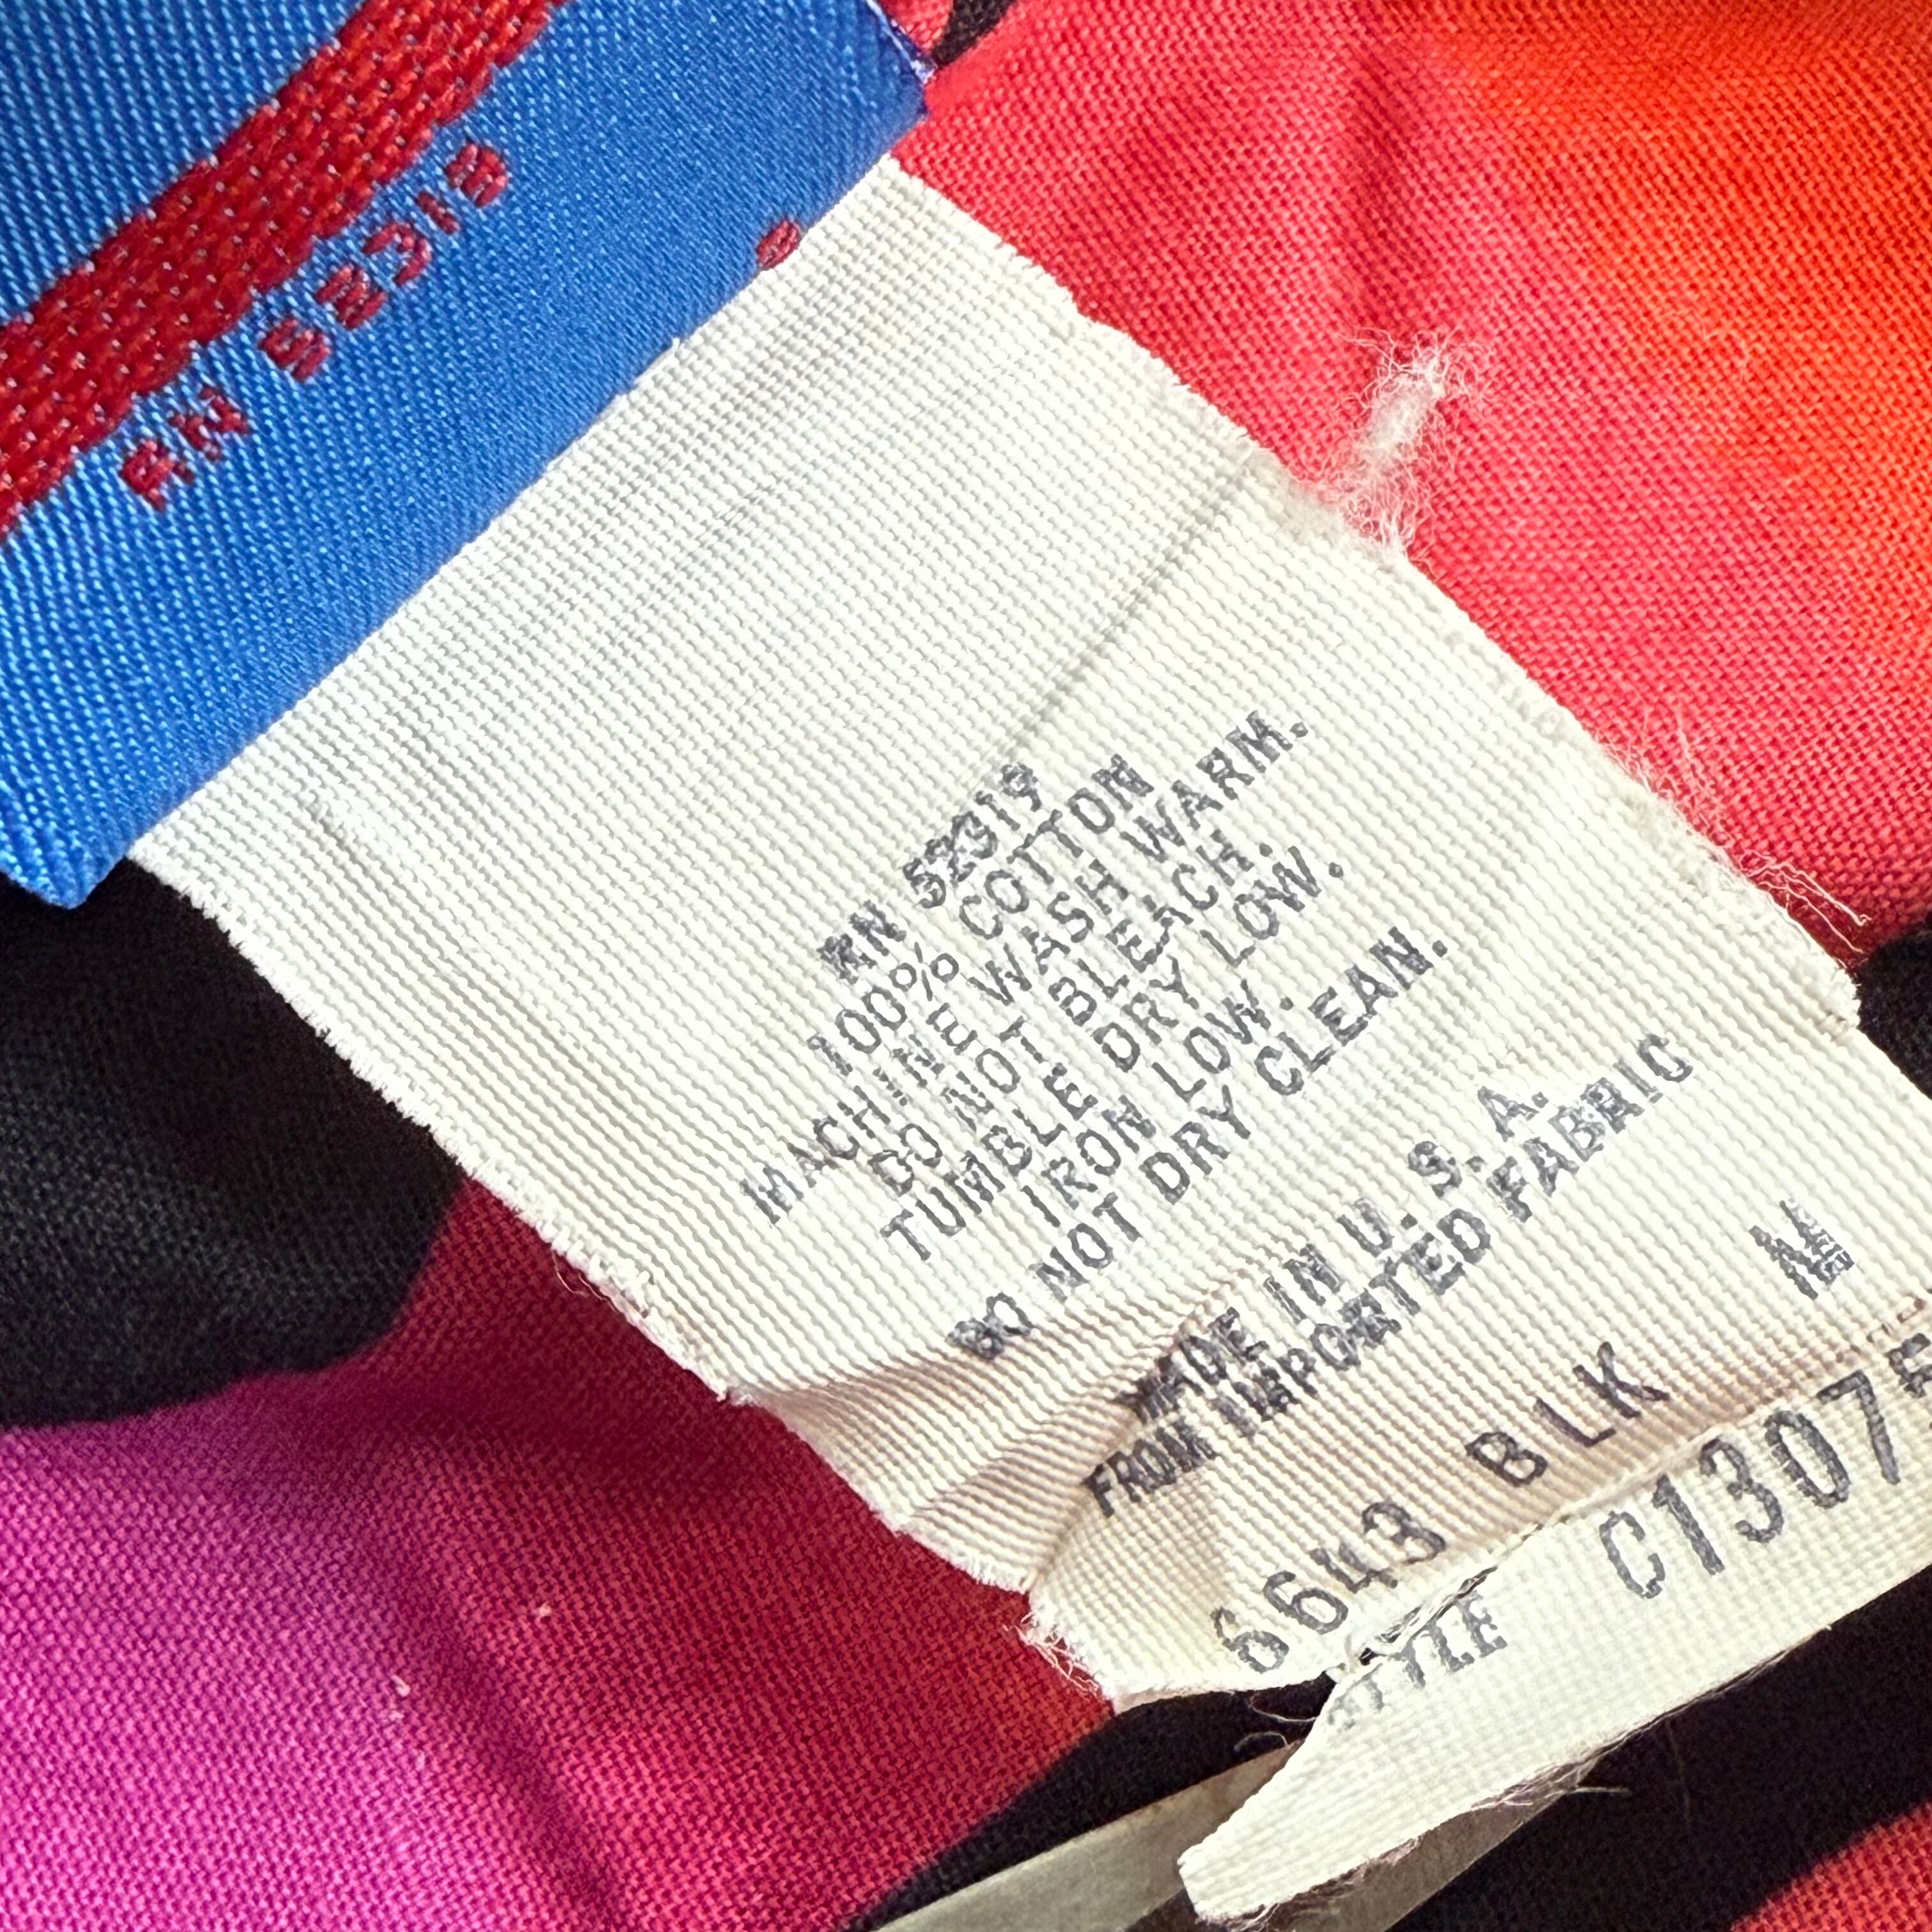 RN 52319
RN 52319
100% COTTON
MACHINE WASH WARM.
DO NOT BLEACH.
TUMBLE DRY LOW.
IRON LOW.
DO NOT DRY CLEAN.
MADE IN U. S. A.
FROM IMPORTED FABRIC
6643 BLK M
STYLE C1307